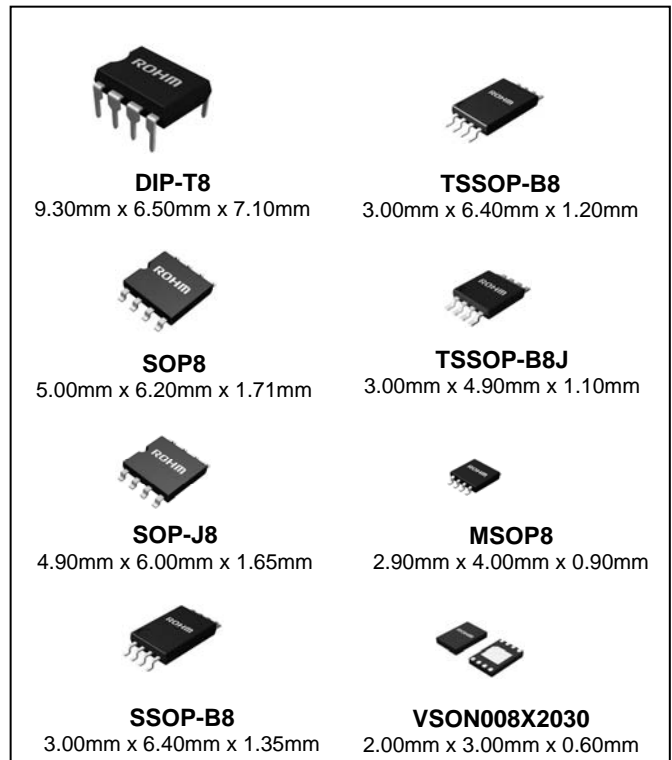 ROHM
DIP-T8
9.30mm x 6.50mm x 7.10mm
ROHM
TSSOP-B8
3.00mm x 6.40mm x 1.20mm
ROHM
SOP8
5.00mm x 6.20mm x 1.71mm
ROHM
TSSOP-B8J
3.00mm x 4.90mm x 1.10mm
ROHM
SOP-J8
4.90mm x 6.00mm x 1.65mm
ROHM
MSOP8
2.90mm x 4.00mm x 0.90mm
ROHM
SSOP-B8
3.00mm x 6.40mm x 1.35mm
ROHM
VSON008X2030
2.00mm x 3.00mm x 0.60mm